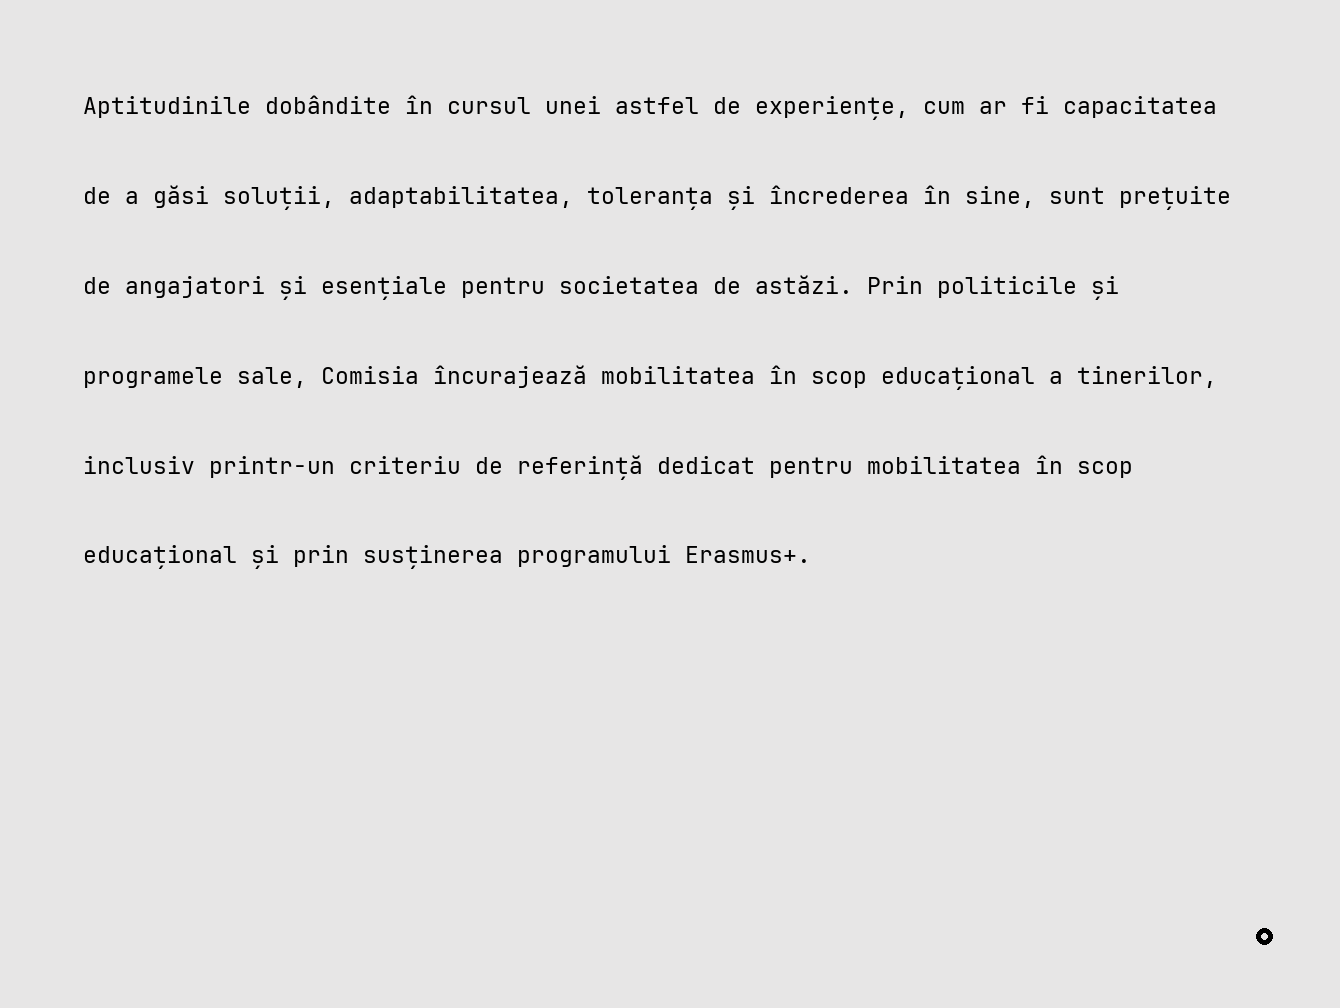 Aptitudinile dobândite în cursul unei astfel de experiențe, cum ar fi capacitatea
de a găsi soluții, adaptabilitatea, toleranța și încrederea în sine, sunt prețuite
de angajatori și esențiale pentru societatea de astăzi. Prin politicile și
programele sale, Comisia încurajează mobilitatea în scop educațional a tinerilor,
inclusiv printr-un criteriu de referință dedicat pentru mobilitatea în scop
educațional și prin susținerea programului Erasmus+.